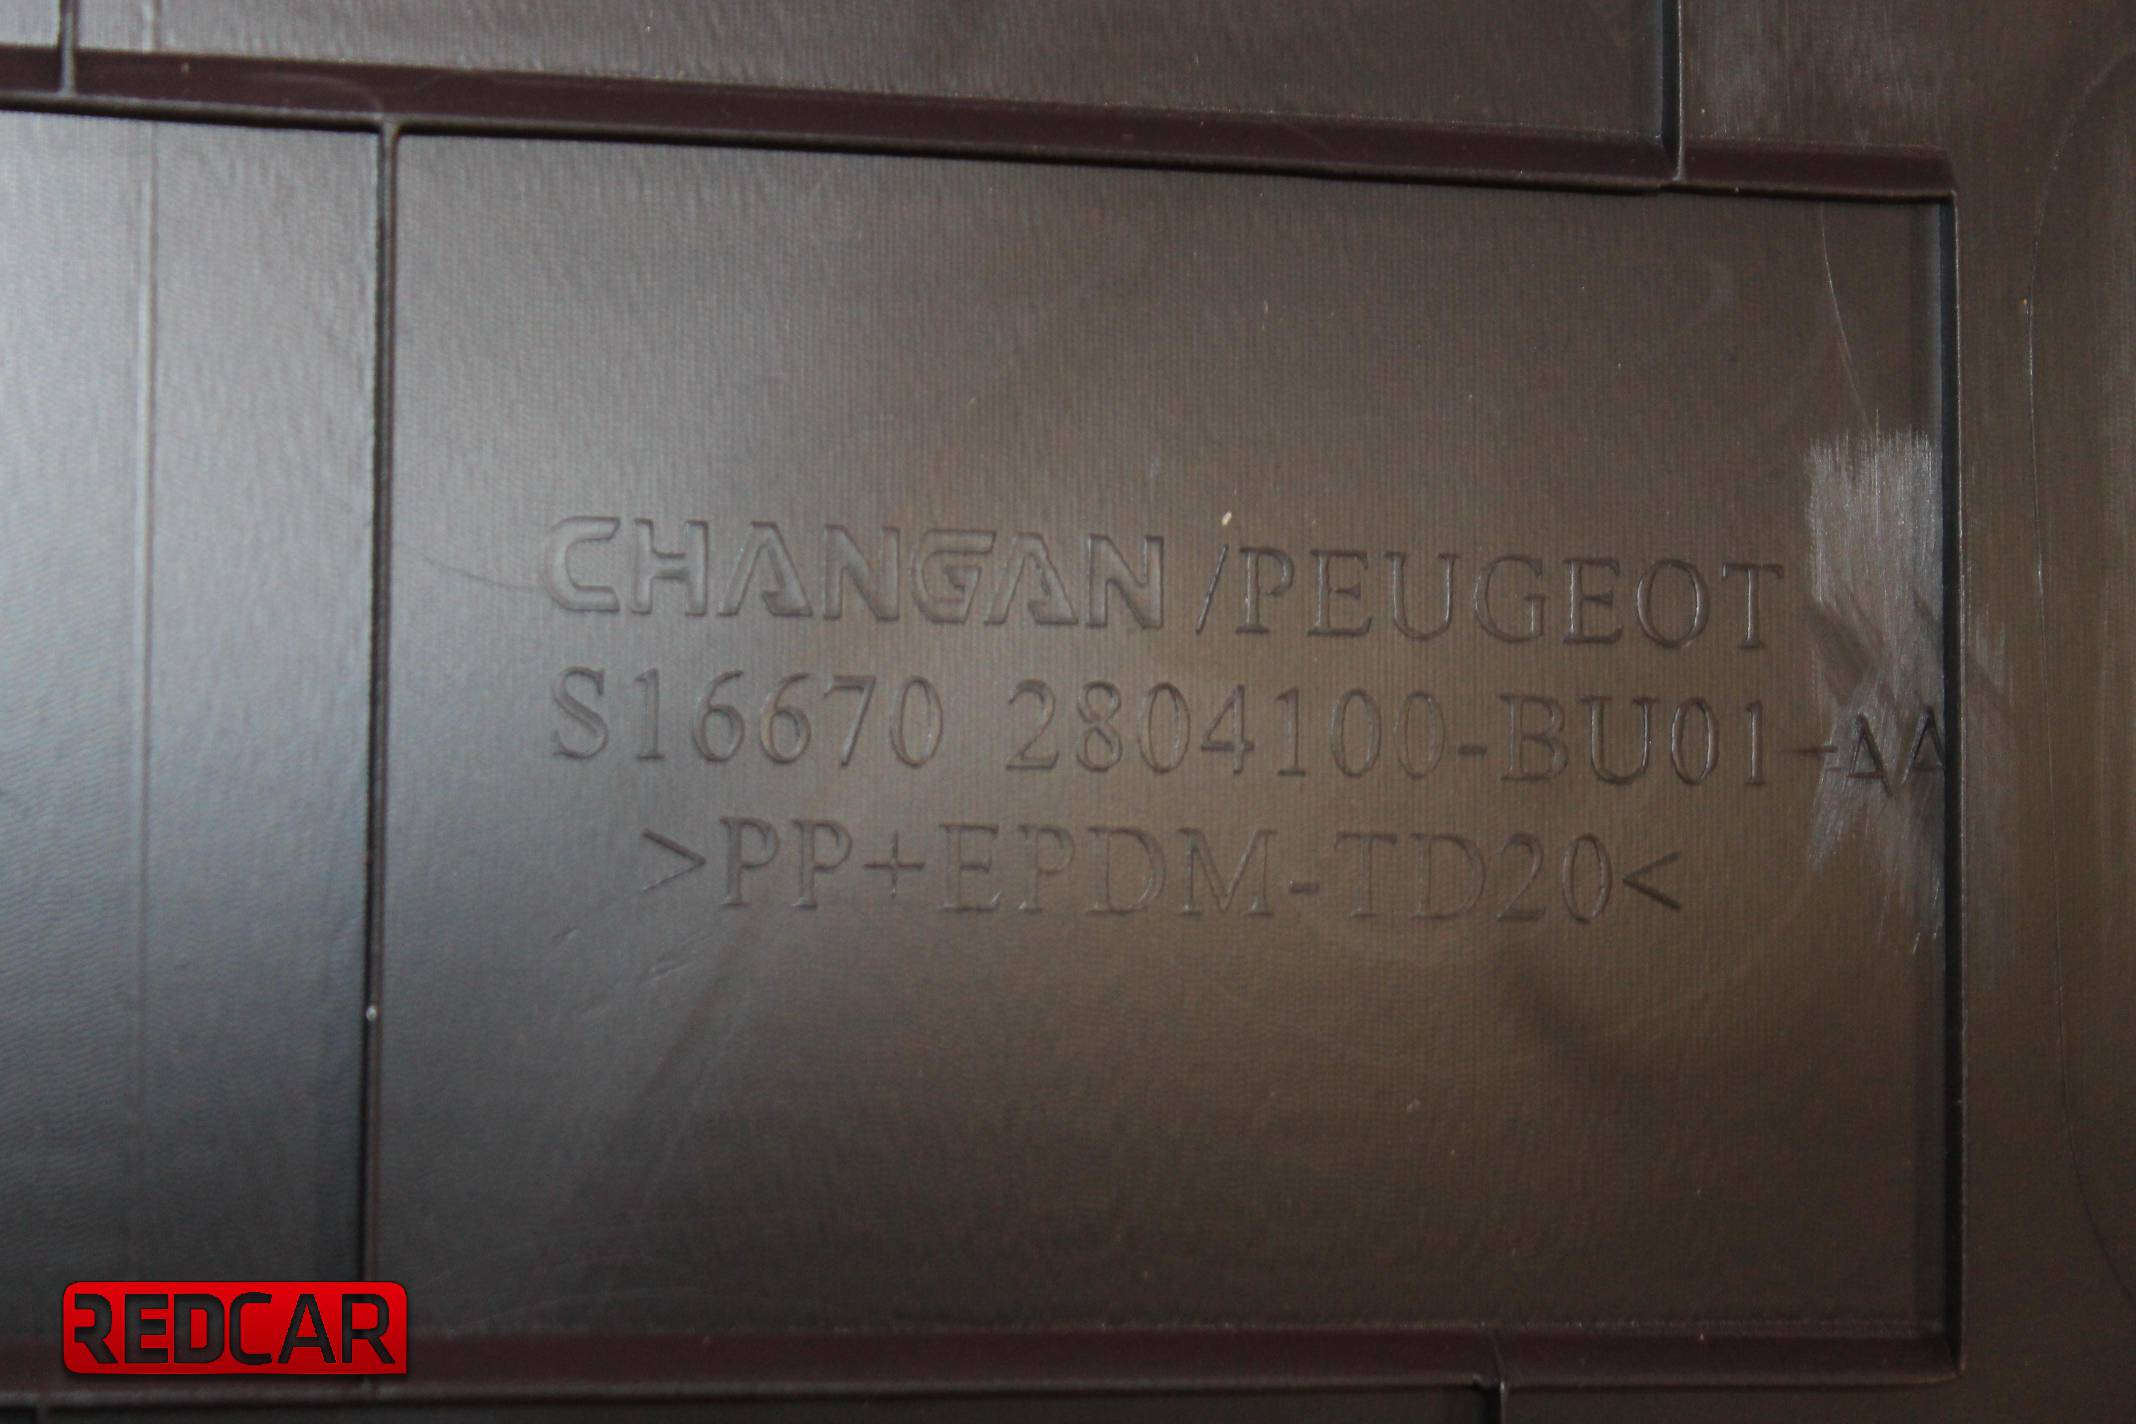 CHANGAN/PEUGEOT
S16670 2804100-BU01-AA
>PP+EPDM-TD20<
REDCAR